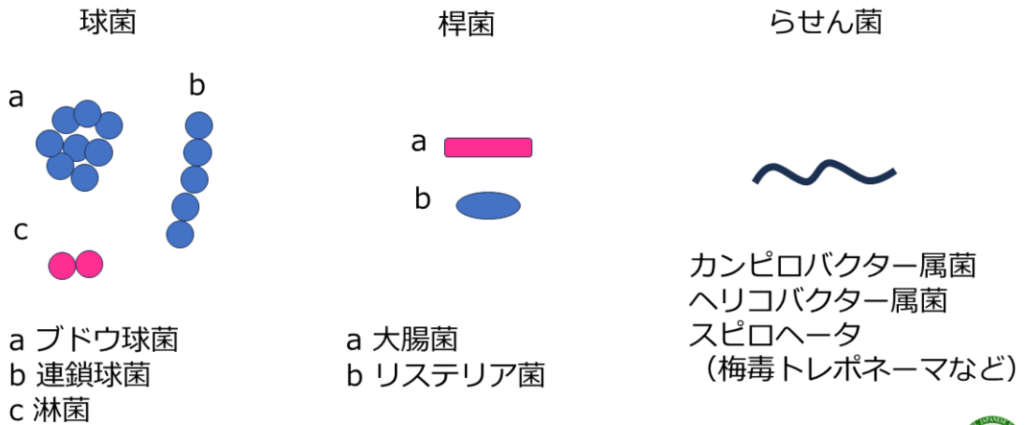 球菌
桿菌
らせん菌
a
b
c
a ブドウ球菌
b 連鎖球菌
c 淋菌
a
b
a 大腸菌
b リステリア菌
カンピロバクター属菌
ヘリコバクター属菌
スピロヘータ
（梅毒トレポネーマなど）
JAPANESE